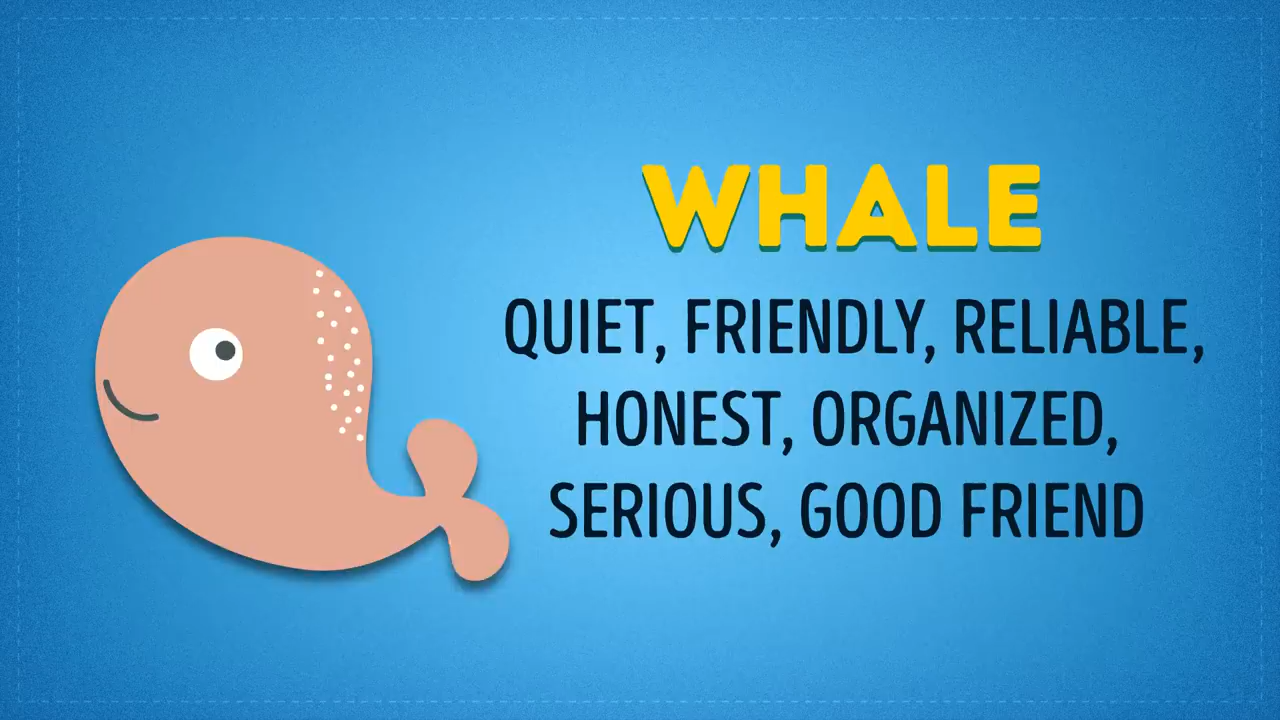 WHALE
QUIET, FRIENDLY, RELIABLE,
HONEST, ORGANIZED,
SERIOUS, GOOD FRIEND